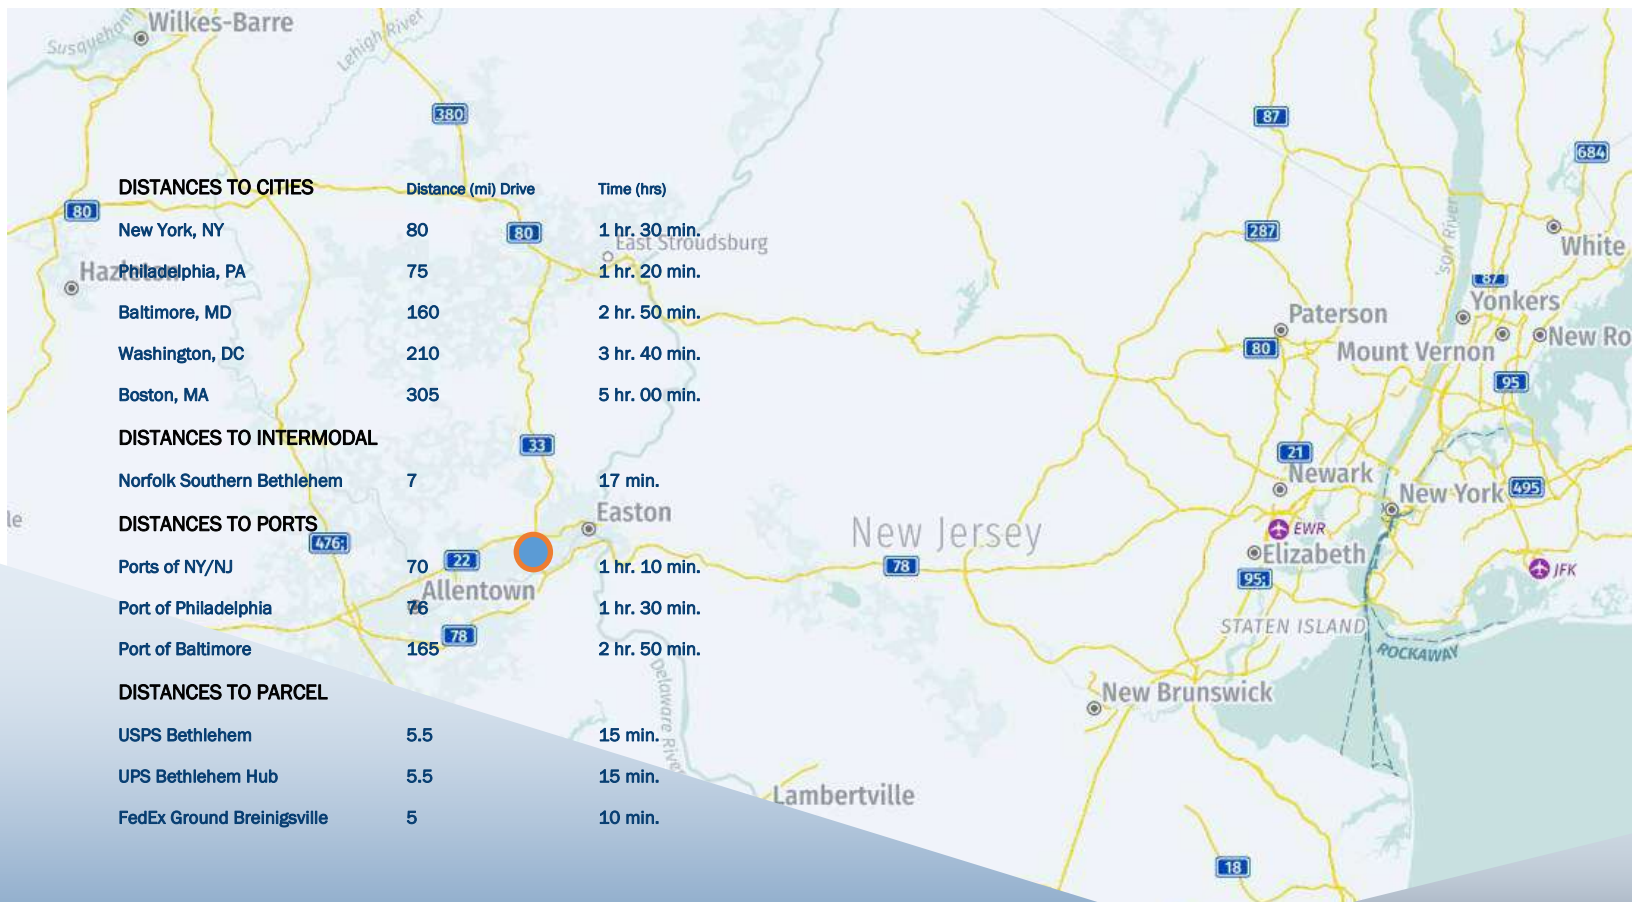 Wilkes-Barre
Lehigh River
380
87
684
DISTANCES TO CITIES Distance (mi) Drive Time (hrs)
80
New York, NY 80 1 hr. 30 min.
80
287
East Stroudsburg
White
Hazleton
Philadelphia, PA 75 1 hr. 20 min.
87
Yonkers
Baltimore, MD 160 2 hr. 50 min.
Paterson
New Ro
80
Mount Vernon
Washington, DC 210 3 hr. 40 min.
95
Boston, MA 305 5 hr. 00 min.
DISTANCES TO INTERMODAL
33
21
Newark
Norfolk Southern Bethlehem 7 17 min.
New York
495
Easton
DISTANCES TO PORTS
le
New Jersey
EWR
476;
Elizabeth
22
Ports of NY/NJ 70 1 hr. 10 min.
78
JFK
95;
Allentown
Port of Philadelphia 76 1 hr. 30 min.
STATEN ISLAND
78
Port of Baltimore 165 2 hr. 50 min.
ROCKAWAY
DISTANCES TO PARCEL
New Brunswick
USPS Bethlehem 5.5 15 min.
UPS Bethlehem Hub 5.5 15 min.
Lambertville
FedEx Ground Breinigsville 5 10 min.
18